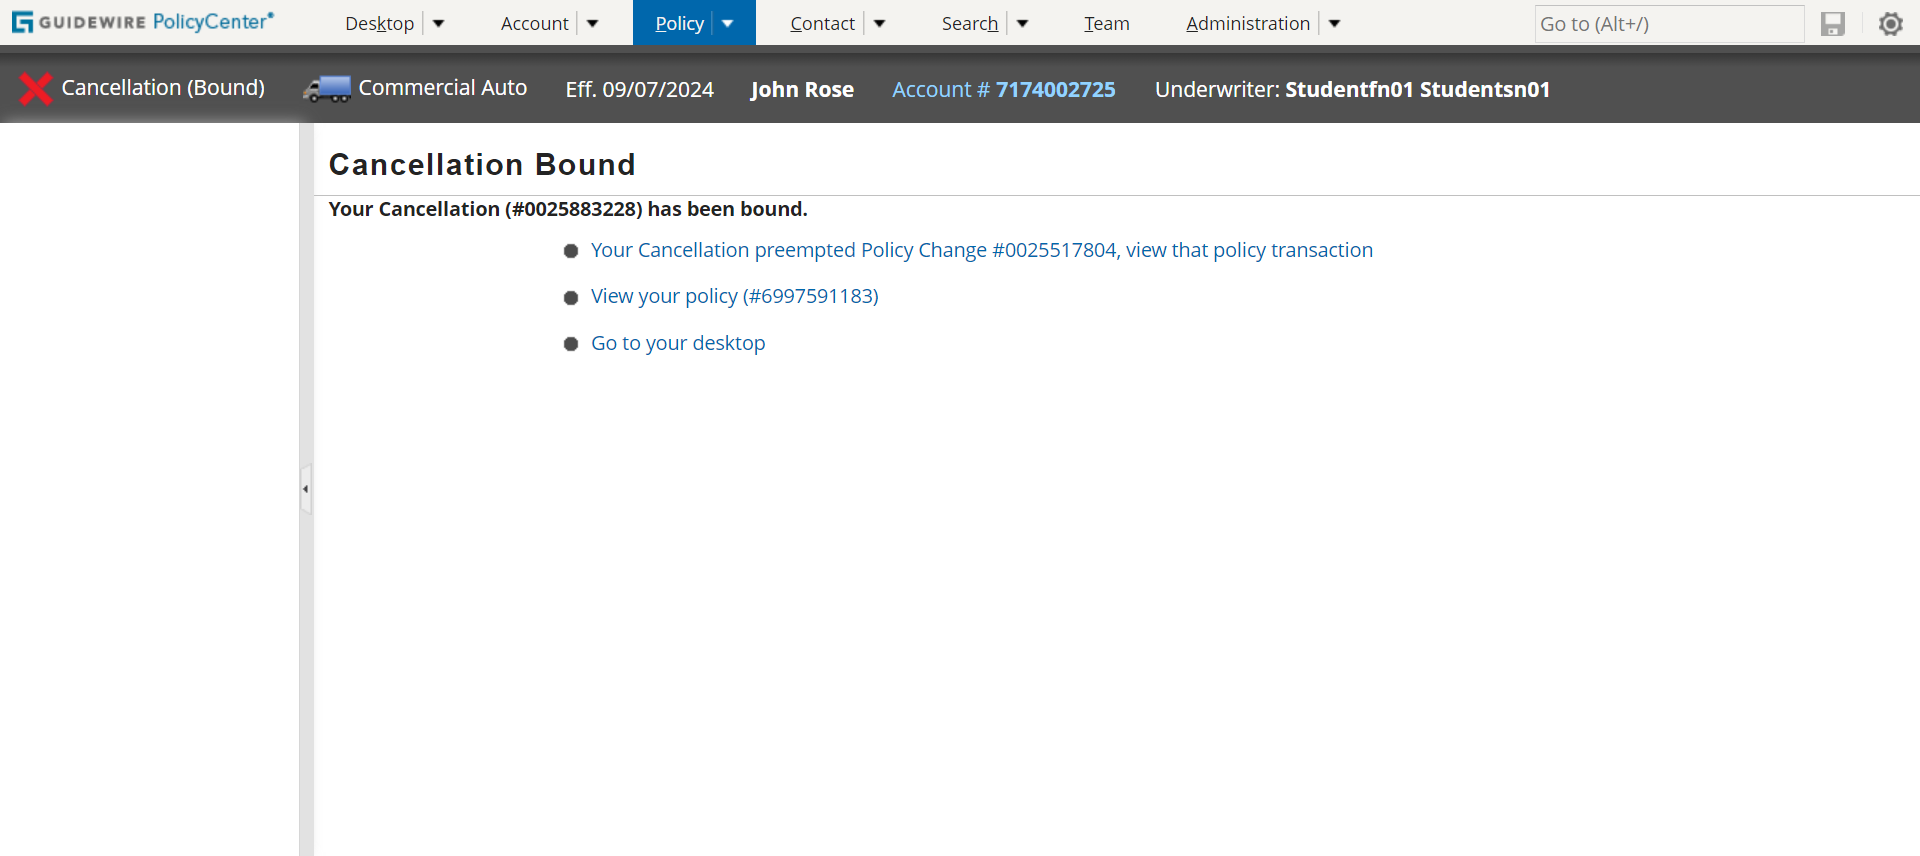 GUIDEWIRE PolicyCenter® Desktop Account Policy Contact Search Team Administration Go to (Alt+/)
Cancellation (Bound) Commercial Auto Eff. 09/07/2024 John Rose Account # 7174002725 Underwriter: Studentfn01 Studentsn01
Cancellation Bound
Your Cancellation (#0025883228) has been bound.
Your Cancellation preempted Policy Change #0025517804, view that policy transaction
View your policy (#6997591183)
Go to your desktop